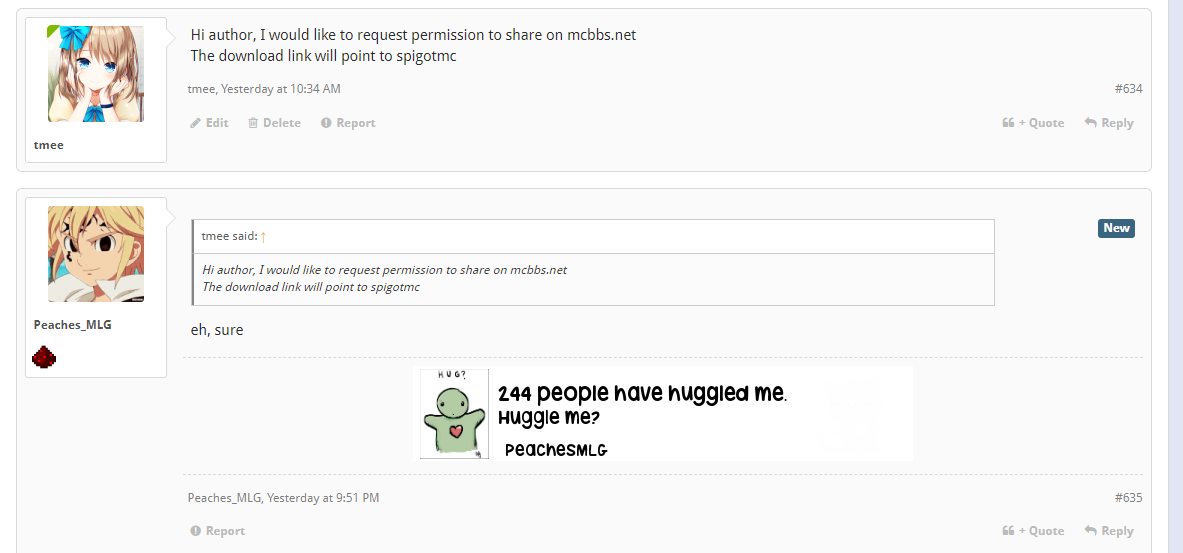 Hi author, I would like to request permission to share on mcbbs.net
The download link will point to spigotmc
tmee, Yesterday at 10:34 AM
#634
Edit Delete Report
+ Quote Reply
tmee
tmee said: ↑
New
Hi author, I would like to request permission to share on mcbbs.net
The download link will point to spigotmc
Peaches_MLG
eh, sure
HUG?
244 people have huggled me.
Huggle me?
PeachesMLG
Peaches_MLG, Yesterday at 9:51 PM
#635
Report
+ Quote Reply